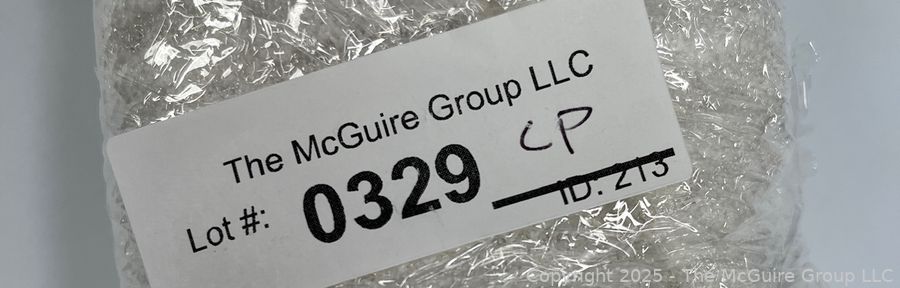 The McGuire Group LLC
CP
Lot #: 0329
ID: 213
Copyright 2025 - The McGuire Group LLC